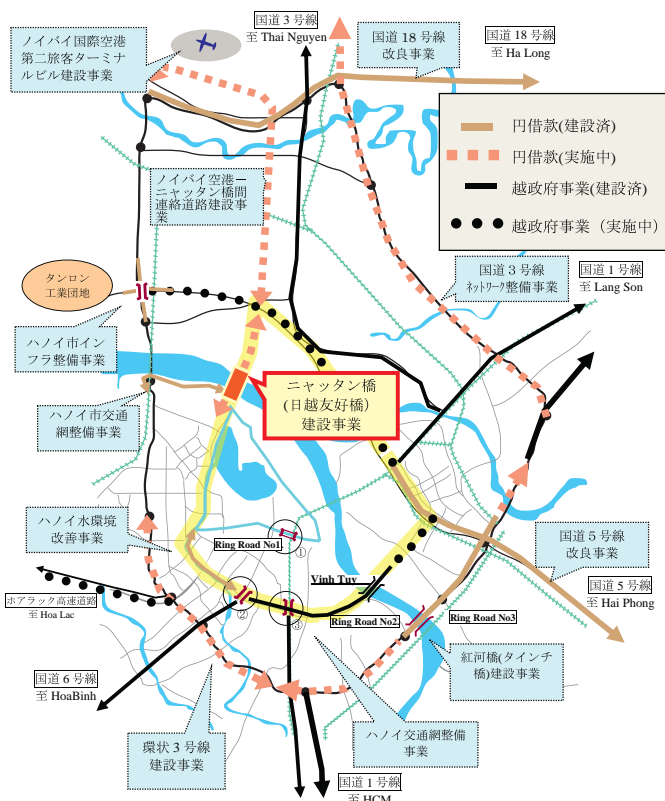 国道3号線
至 Thai Nguyen
国道18号線
改良事業
国道18号線
至 Ha Long
ノイバイ国際空港
第二旅客ターミナ
ルビル建設事業
円借款(建設済)
円借款(実施中)
越政府事業(建設済)
越政府事業（実施中）
ノイバイ空港－
ニャッタン橋間
連絡道路建設事
業
タンロン
工業団地
国道３号線
ﾈｯﾄﾜｰｸ整備事業
国道1号線
至 Lang Son
ハノイ市イン
フラ整備事業
ニャッタン橋
(日越友好橋）
建設事業
ハノイ市交通
網整備事業
ハノイ水環境
改善事業
Ring Road No1
①
国道５号線
改良事業
ホアラック高速道路
至 Hoa Lac
Vinh Tuy
国道5号線
至 Hai Phong
②
③
Ring Road No2
Ring Road No3
国道6号線
至 HoaBinh
紅河橋(タインチ
橋)建設事業
環状３号線
建設事業
ハノイ交通網整備
事業
国道1号線
至 HCM